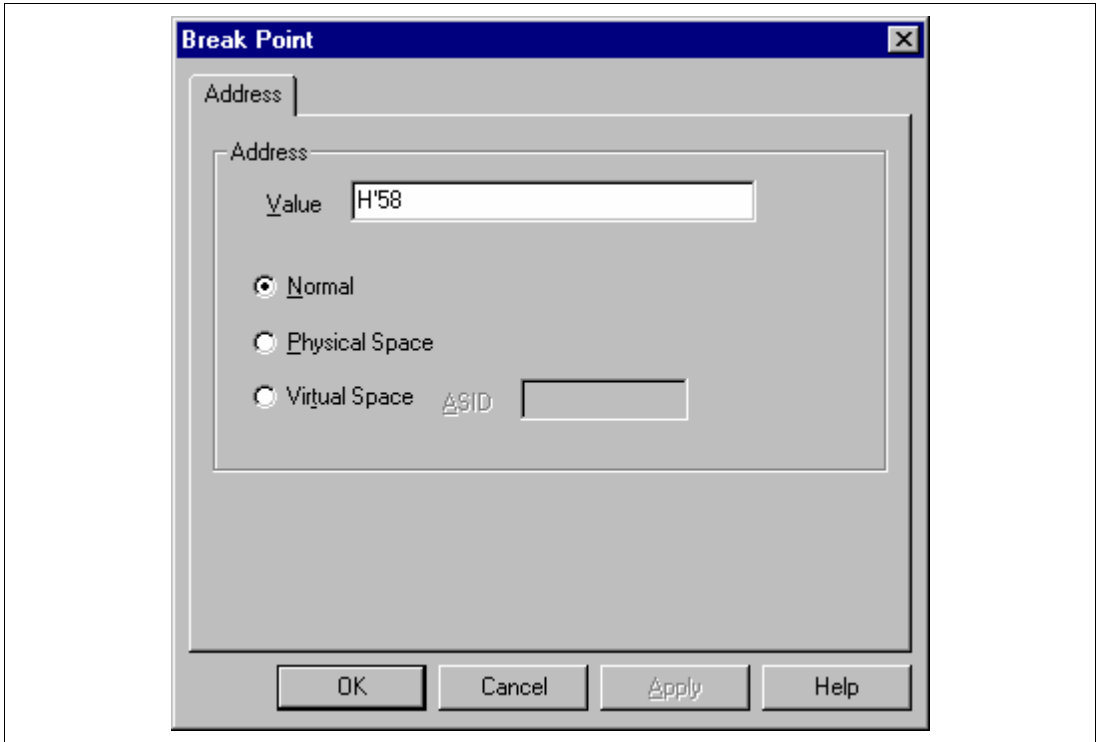 Break Point
Address
Address
Value H'58
Normal
Physical Space
Virtual Space ASID
OK Cancel Apply Help